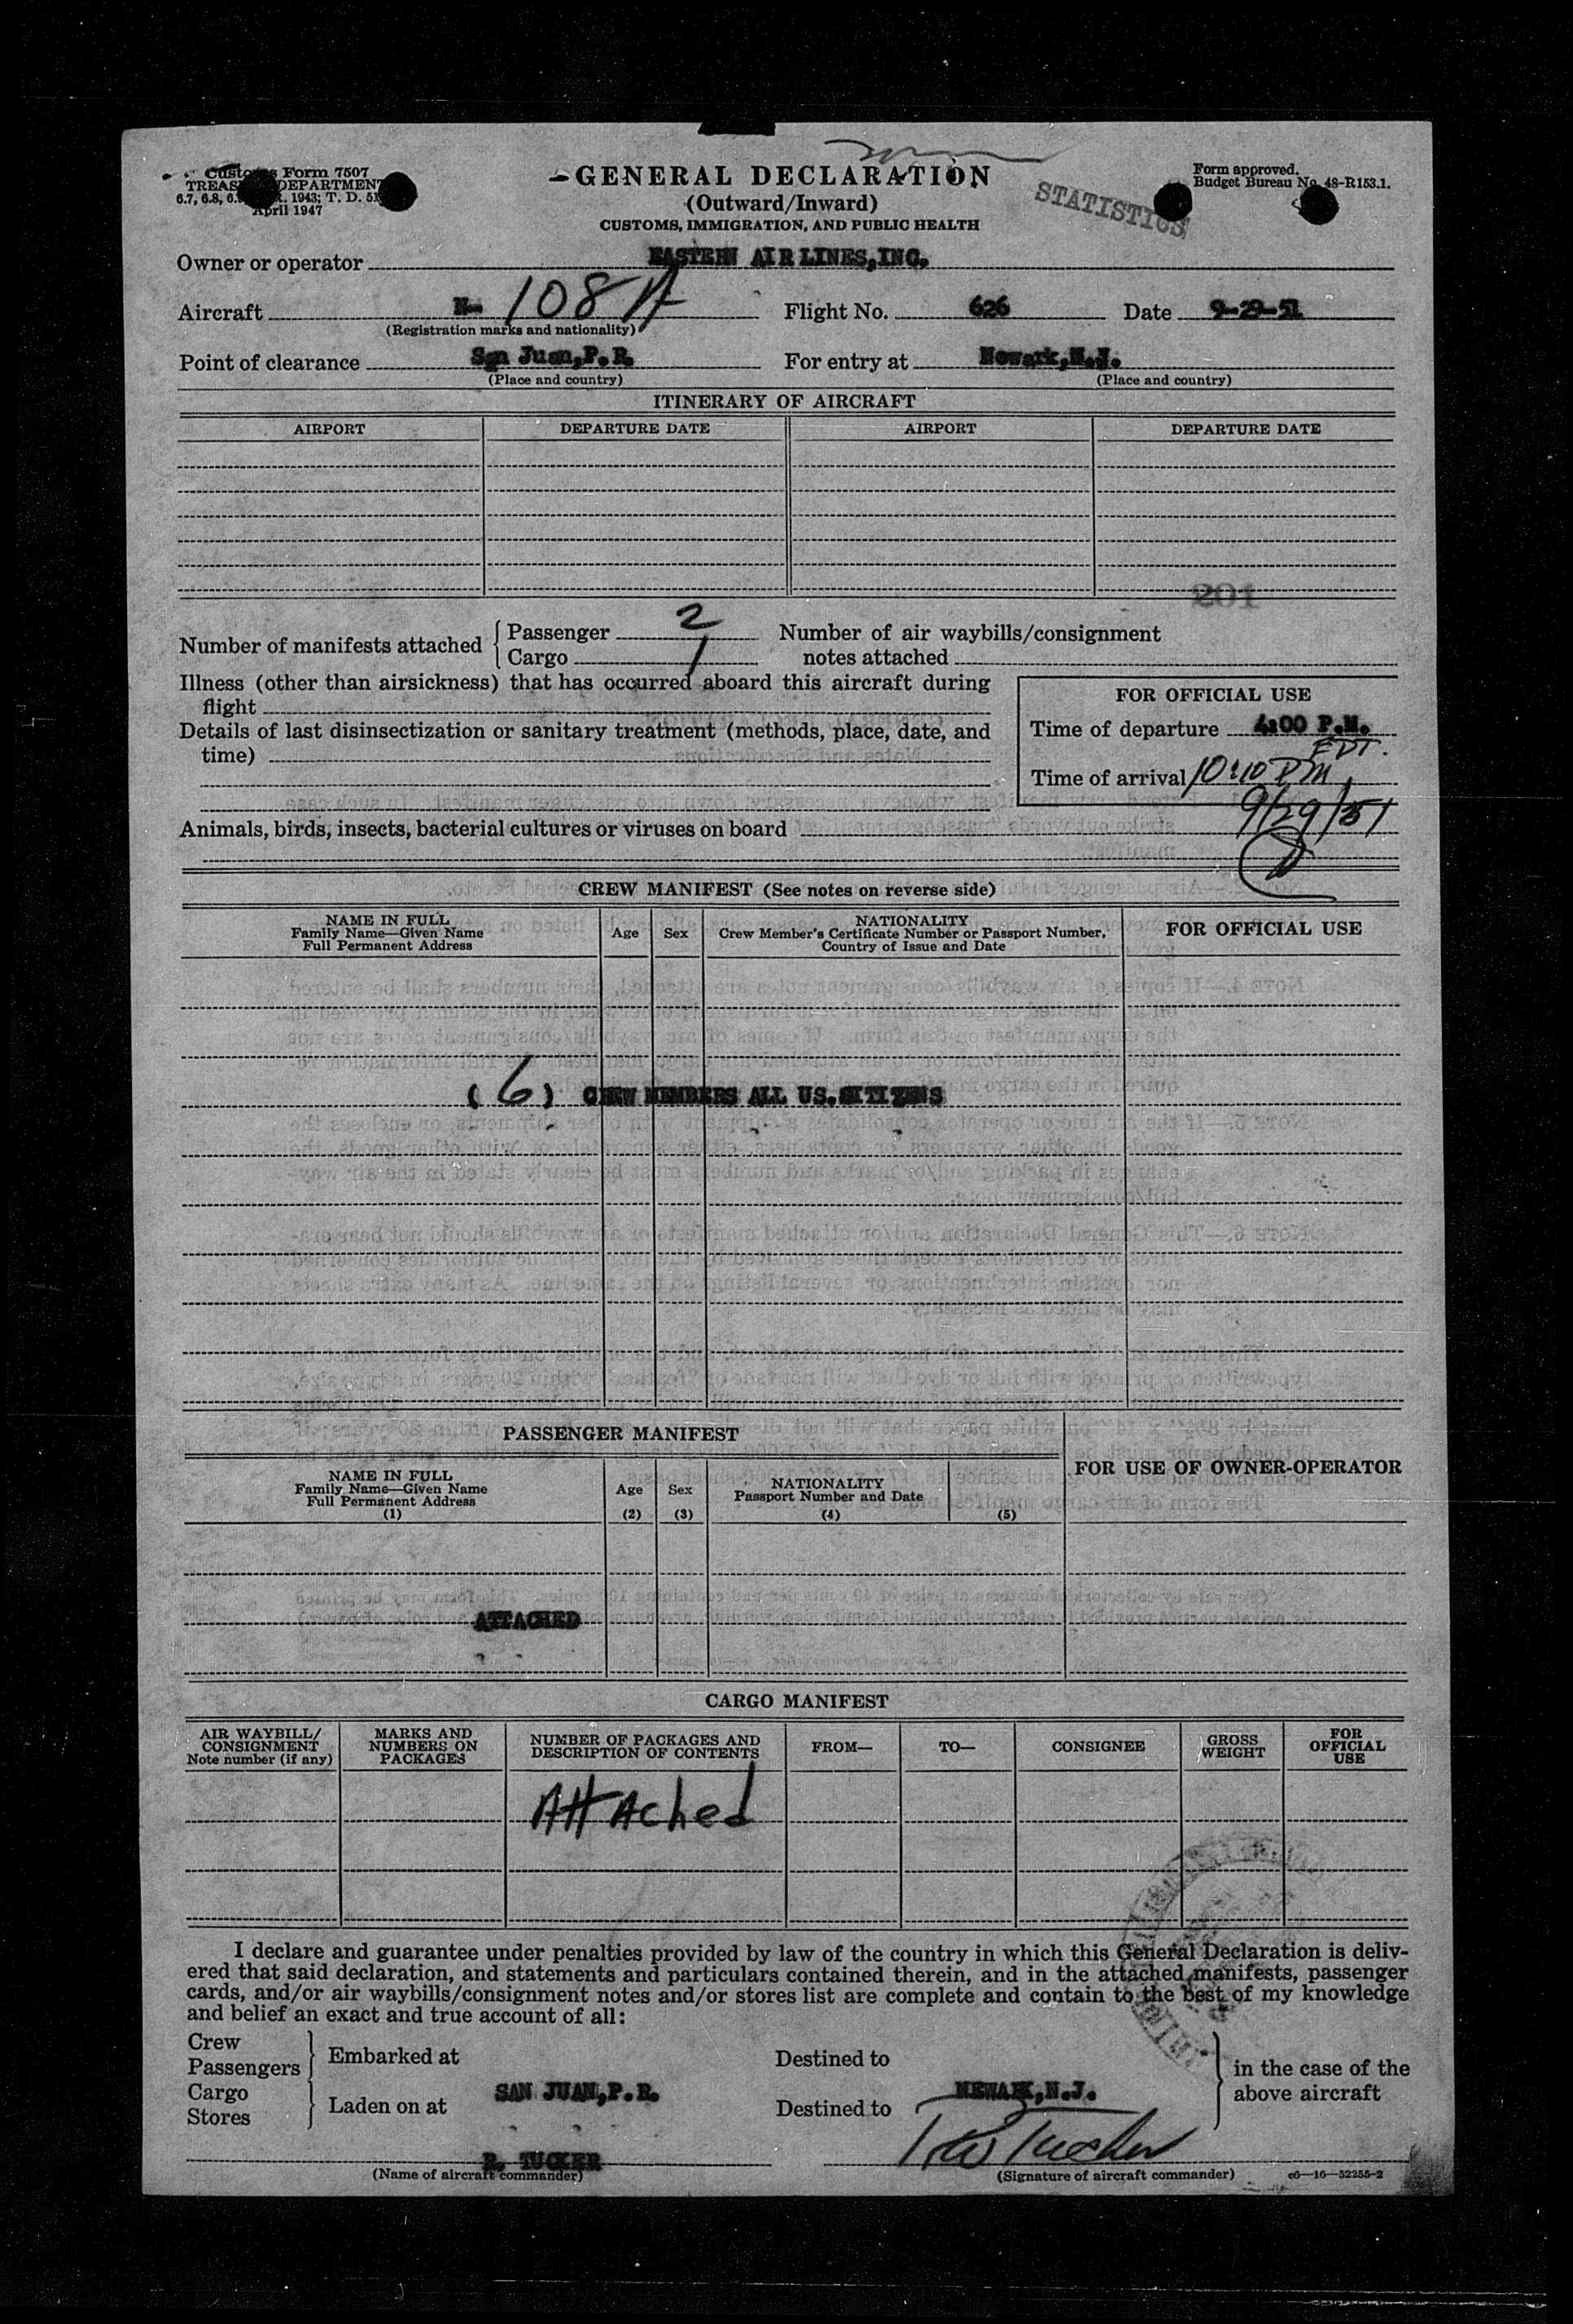 Customs Form 7507
TREASURY DEPARTMENT
April 1947
GENERAL DECLARATION
(Outward/Inward)
CUSTOMS, IMMIGRATION, AND PUBLIC HEALTH
Form approved.
Budget Bureau No. 48-R153.1.
STATISTICS
Owner or operator EASTERN AIR LINES, INC.
Aircraft N- 108A Flight No. 626 Date 9-29-51
(Registration marks and nationality)
Point of clearance San Juan, P. R. For entry at Newark, N.J.
(Place and country) (Place and country)
ITINERARY OF AIRCRAFT
AIRPORT DEPARTURE DATE AIRPORT DEPARTURE DATE
201
Number of manifests attached Passenger 2 Number of air waybills/consignment
Cargo 1 notes attached
Illness (other than airsickness) that has occurred aboard this aircraft during
flight
Details of last disinsectization or sanitary treatment (methods, place, date, and
time)
FOR OFFICIAL USE
Time of departure 4:00 P.M.
EDT.
Time of arrival 10:10 PM
9/29/51
Animals, birds, insects, bacterial cultures or viruses on board
CREW MANIFEST (See notes on reverse side)
NAME IN FULL
Family Name—Given Name
Full Permanent Address
Age
Sex
NATIONALITY
Crew Member's Certificate Number or Passport Number,
Country of Issue and Date
FOR OFFICIAL USE
(6) CREW MEMBERS ALL US. CITIZENS
PASSENGER MANIFEST
FOR USE OF OWNER-OPERATOR
NAME IN FULL
Family Name—Given Name
Full Permanent Address
(1)
Age
(2)
Sex
(3)
NATIONALITY
Passport Number and Date
(4) (5)
ATTACHED
CARGO MANIFEST
AIR WAYBILL/
CONSIGNMENT
Note number (if any)
MARKS AND
NUMBERS ON
PACKAGES
NUMBER OF PACKAGES AND
DESCRIPTION OF CONTENTS
FROM—
TO—
CONSIGNEE
GROSS
WEIGHT
FOR
OFFICIAL
USE
Attached
I declare and guarantee under penalties provided by law of the country in which this General Declaration is deliv-
ered that said declaration, and statements and particulars contained therein, and in the attached manifests, passenger
cards, and/or air waybills/consignment notes and/or stores list are complete and contain to the best of my knowledge
and belief an exact and true account of all:
Crew
Passengers
Embarked at
Destined to
Cargo
Stores
Laden on at SAN JUAN, P. R.
Destined to NEWARK, N.J.
in the case of the
above aircraft
R. TUCKER
(Name of aircraft commander)
RW Tucker
(Signature of aircraft commander)
c6—16—52255-2